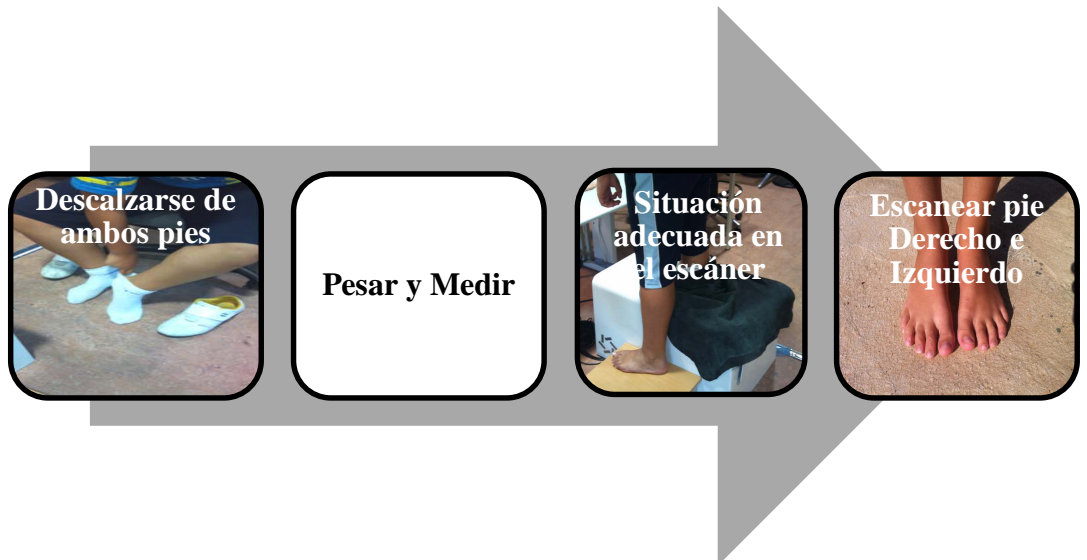 Descalzarse de
ambos pies
Pesar y Medir
Situación
adecuada en
el escáner
Escanear pie
Derecho e
Izquierdo